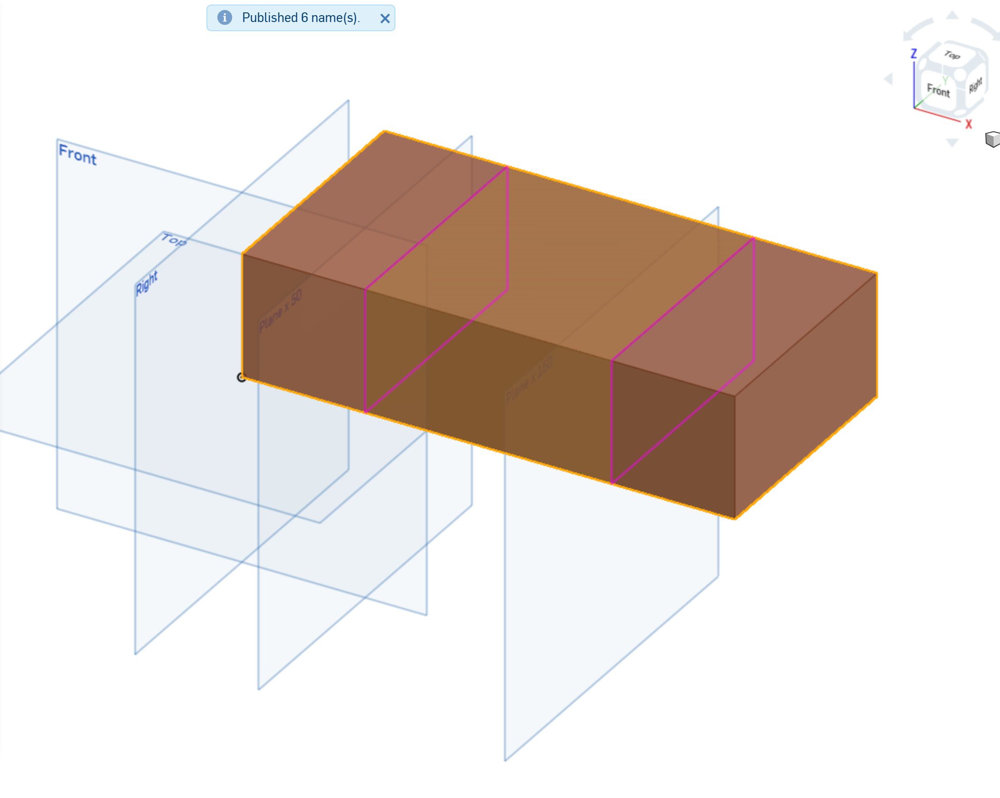 Published 6 name(s).
Top
Z
Y
Front
Right
X
Front
Top
Right
Plane x 50
Plane x 150